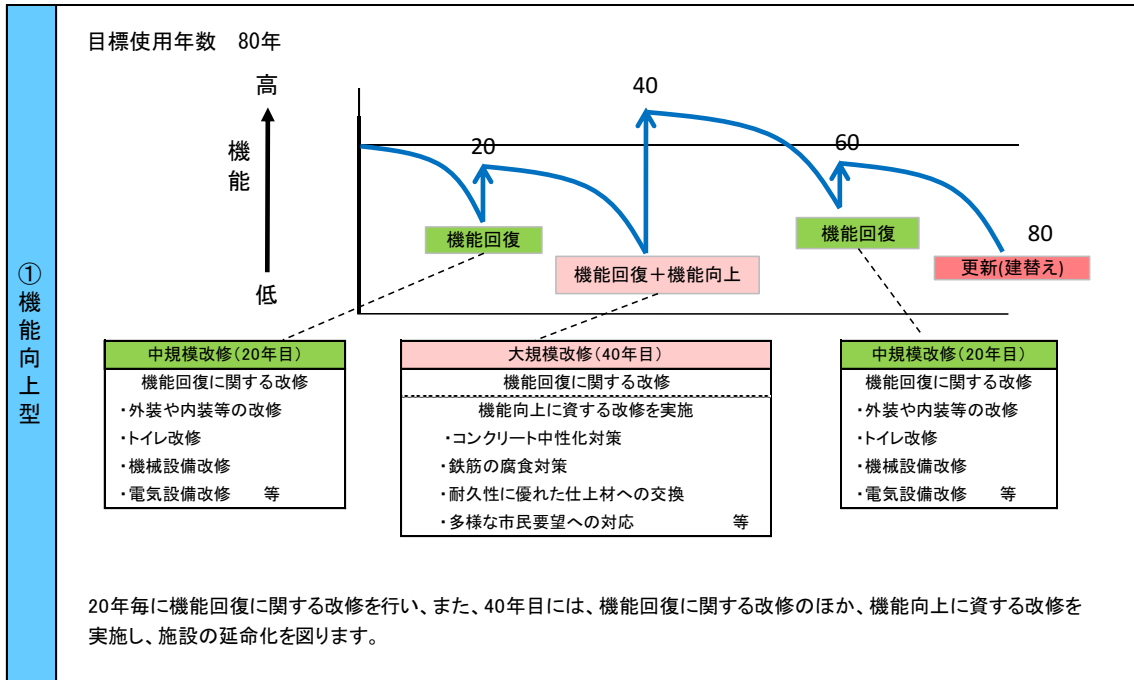 ①機能向上型
目標使用年数　80年
高
機能
低
20
40
60
80
機能回復
機能回復＋機能向上
機能回復
更新(建替え)
中規模改修(20年目)
機能回復に関する改修
・外装や内装等の改修
・トイレ改修
・機械設備改修
・電気設備改修　等
大規模改修(40年目)
機能回復に関する改修
機能向上に資する改修を実施
・コンクリート中性化対策
・鉄筋の腐食対策
・耐久性に優れた仕上材への交換
・多様な市民要望への対応　等
中規模改修(20年目)
機能回復に関する改修
・外装や内装等の改修
・トイレ改修
・機械設備改修
・電気設備改修　等
20年毎に機能回復に関する改修を行い、また、40年目には、機能回復に関する改修のほか、機能向上に資する改修を
実施し、施設の延命化を図ります。